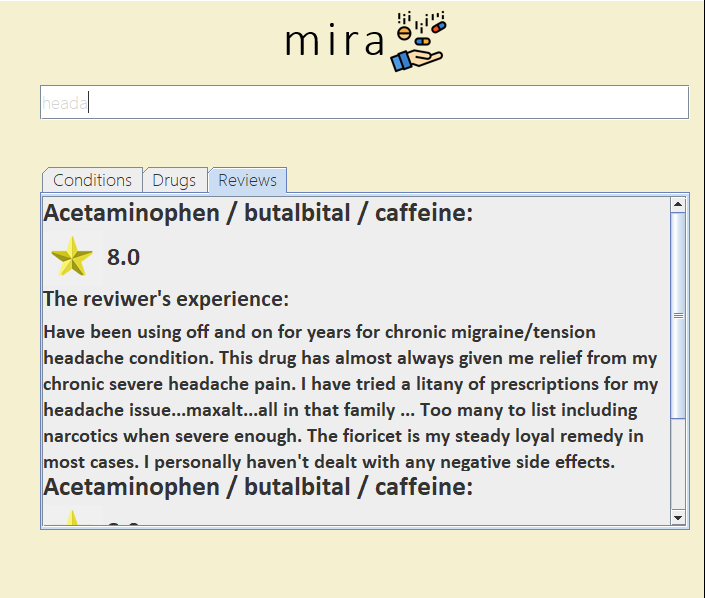 mira
heada
Conditions Drugs Reviews
Acetaminophen / butalbital / caffeine:
8.0
The reviwer's experience:
Have been using off and on for years for chronic migraine/tension
headache condition. This drug has almost always given me relief from my
chronic severe headache pain. I have tried a litany of prescriptions for my
headache issue...maxalt...all in that family ... Too many to list including
narcotics when severe enough. The fioricet is my steady loyal remedy in
most cases. I personally haven't dealt with any negative side effects.
Acetaminophen / butalbital / caffeine: